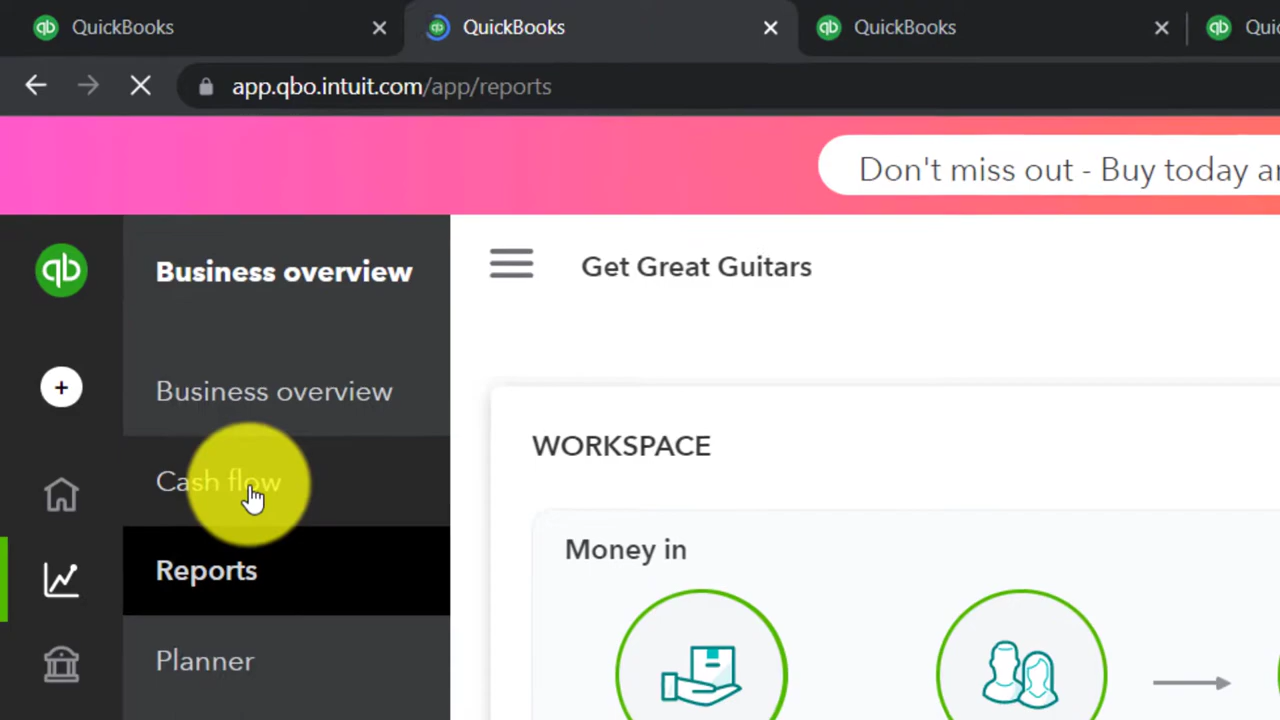 QuickBooks
QuickBooks
QuickBooks
app.qbo.intuit.com/app/reports
Don't miss out - Buy today
qb
Business overview
Get Great Guitars
+
Business overview
WORKSPACE
Cash flow
Money in
Reports
Planner